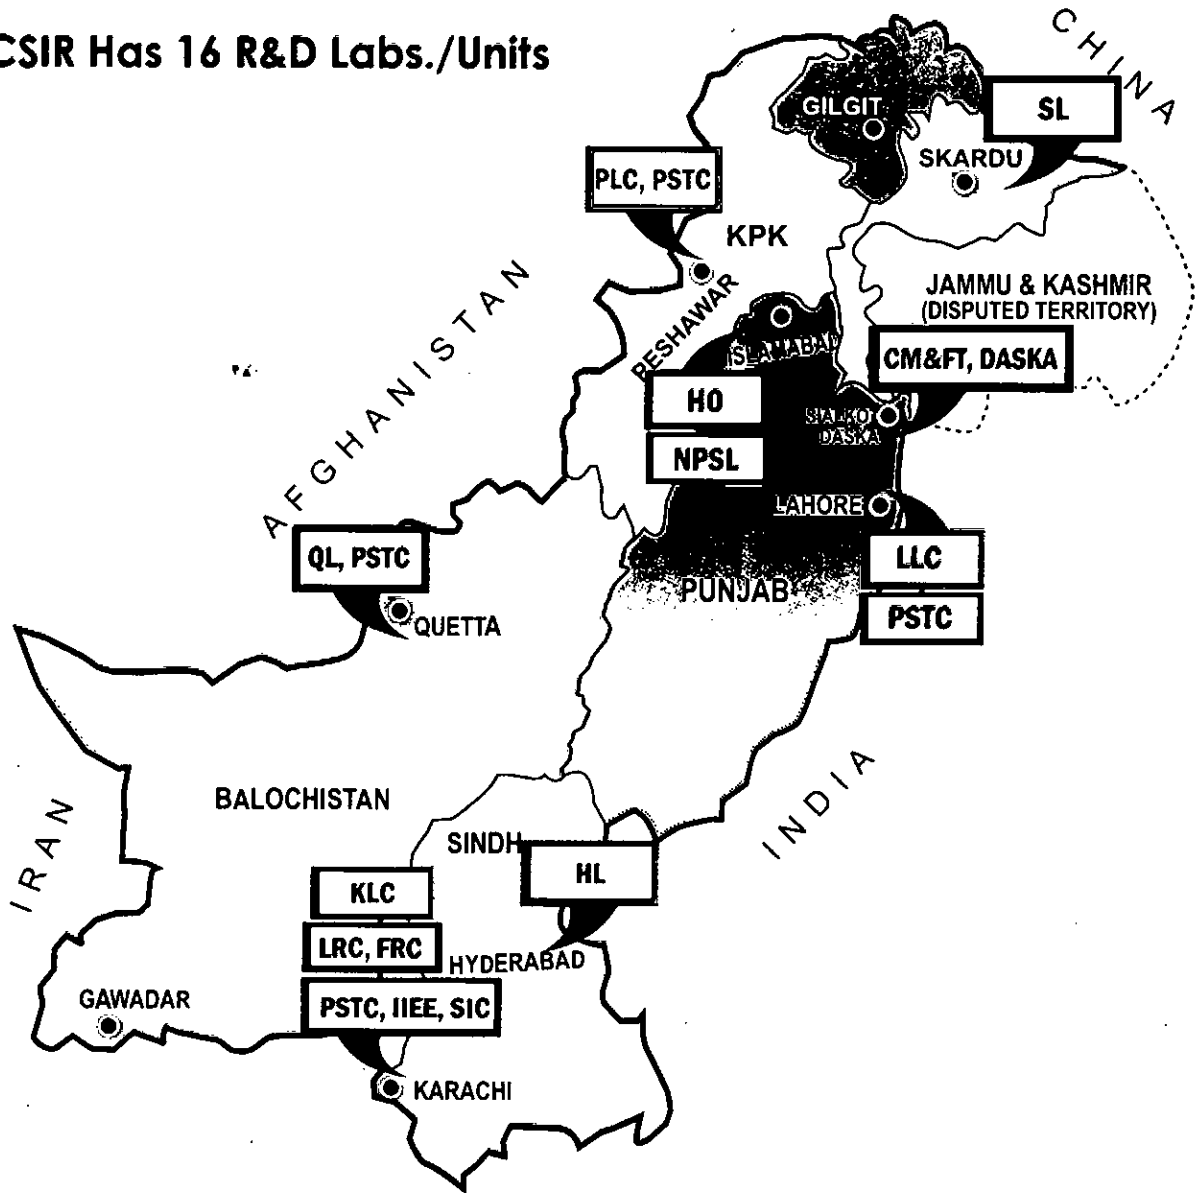 CSIR Has 16 R&D Labs./Units
CHINA
GILGIT
SL
SKARDU
PLC, PSTC
KPK
AFGHANISTAN
PESHAWAR
JAMMU & KASHMIR
(DISPUTED TERRITORY)
ISLAMABAD
CM&FT, DASKA
HO
SIALKO
DASKA
NPSL
LAHORE
QL, PSTC
LLC
PUNJAB
PSTC
QUETTA
INDIA
IRAN
BALOCHISTAN
SINDH
HL
KLC
LRC, FRC
HYDERABAD
GAWADAR
PSTC, IIEE, SIC
KARACHI